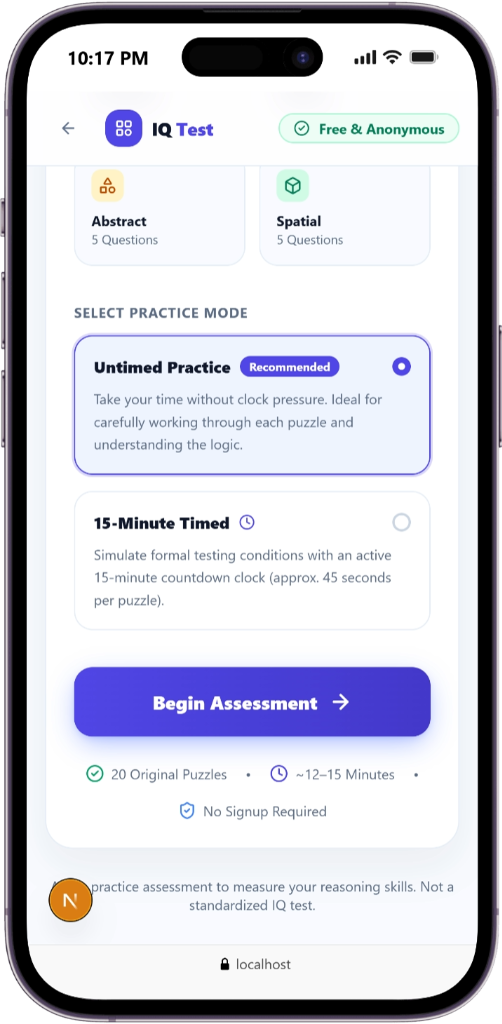 10:17 PM
IQ Test
Free & Anonymous
Abstract
5 Questions
Spatial
5 Questions
SELECT PRACTICE MODE
Untimed Practice Recommended
Take your time without clock pressure. Ideal for
carefully working through each puzzle and
understanding the logic.
15-Minute Timed
Simulate formal testing conditions with an active
15-minute countdown clock (approx. 45 seconds
per puzzle).
Begin Assessment →
20 Original Puzzles • ~12–15 Minutes •
No Signup Required
practice assessment to measure your reasoning skills. Not a
standardized IQ test.
N
localhost